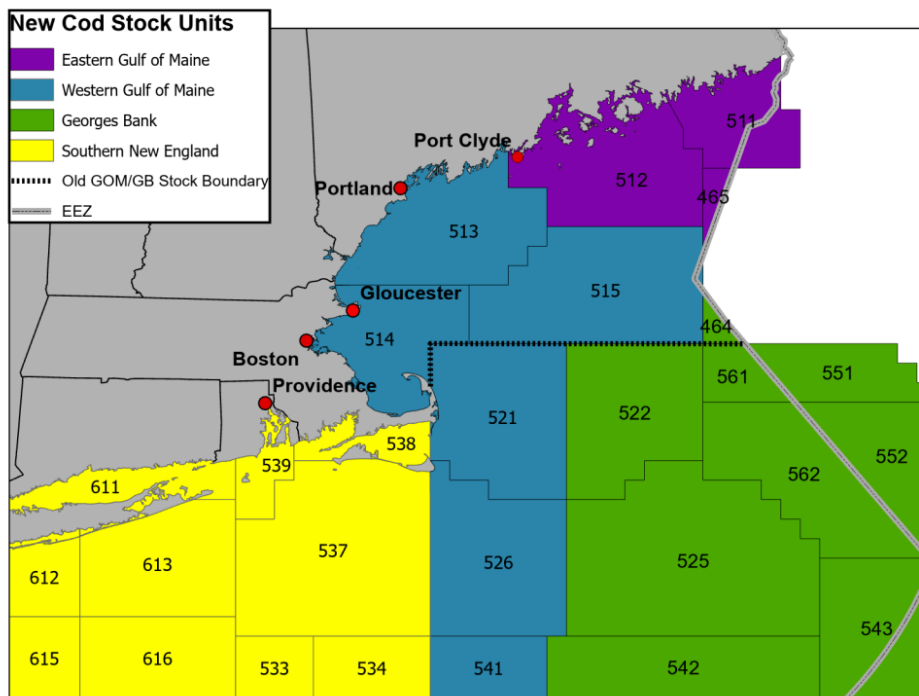 New Cod Stock Units
Eastern Gulf of Maine
Western Gulf of Maine
Georges Bank
Southern New England
Old GOM/GB Stock Boundary
EEZ
511
Port Clyde
512
465
Portland
513
515
Gloucester
464
514
Boston
561
551
Providence
521
522
538
552
539
562
611
537
526
525
613
612
543
615
616
533
534
541
542